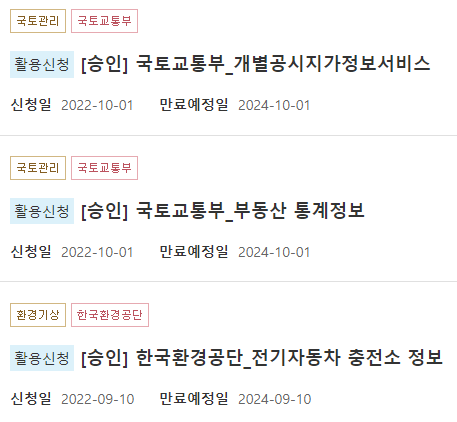 국토관리 국토교통부
활용신청 [승인] 국토교통부_개별공시지가정보서비스
신청일 2022-10-01 만료예정일 2024-10-01
국토관리 국토교통부
활용신청 [승인] 국토교통부_부동산 통계정보
신청일 2022-10-01 만료예정일 2024-10-01
환경기상 한국환경공단
활용신청 [승인] 한국환경공단_전기자동차 충전소 정보
신청일 2022-09-10 만료예정일 2024-09-10